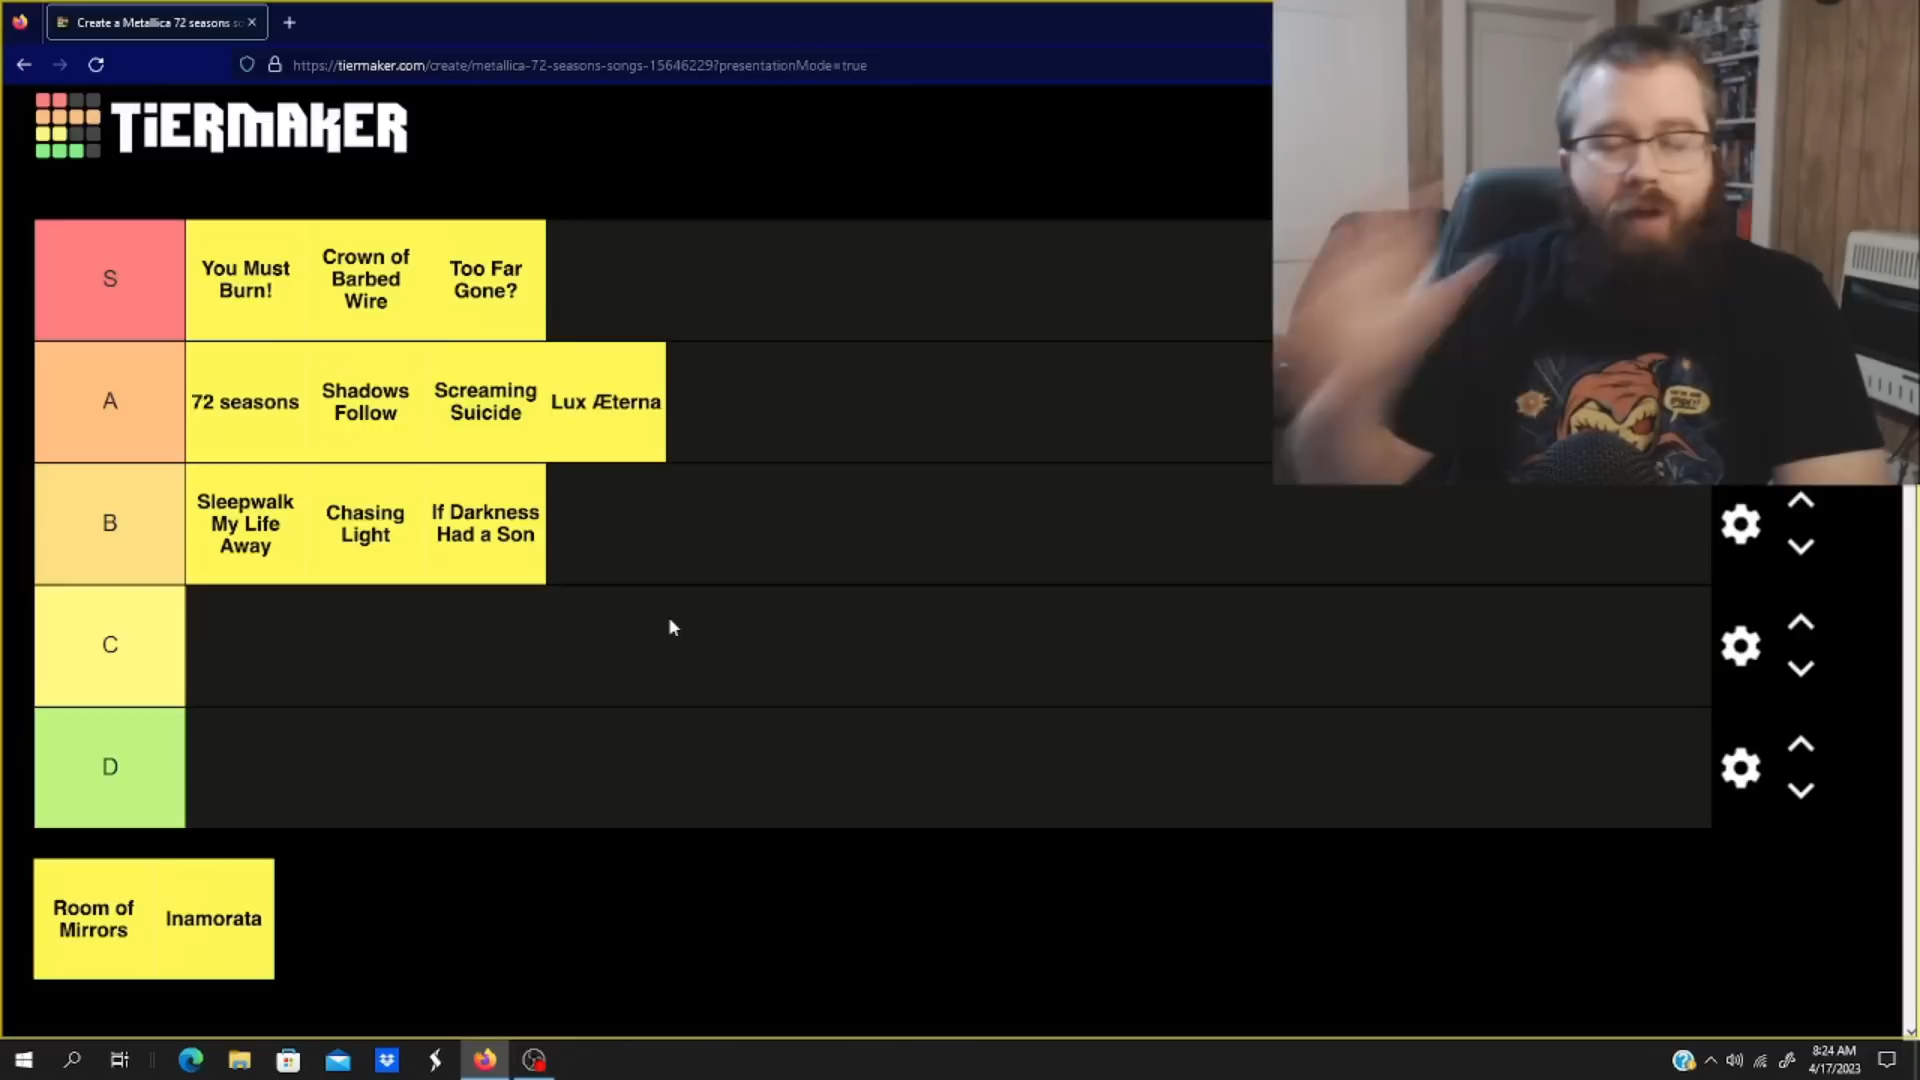 Create a Metallica 72 seasons so
https://tiermaker.com/create/metallica-72-seasons-songs-15646229?presentationMode=true
TiERMAKER
S
You Must
Burn!
Crown of
Barbed
Wire
Too Far
Gone?
A
72 seasons
Shadows
Follow
Screaming
Suicide
Lux Æterna
B
Sleepwalk
My Life
Away
Chasing
Light
If Darkness
Had a Son
C
D
Room of
Mirrors
Inamorata
8:24 AM
4/17/2023